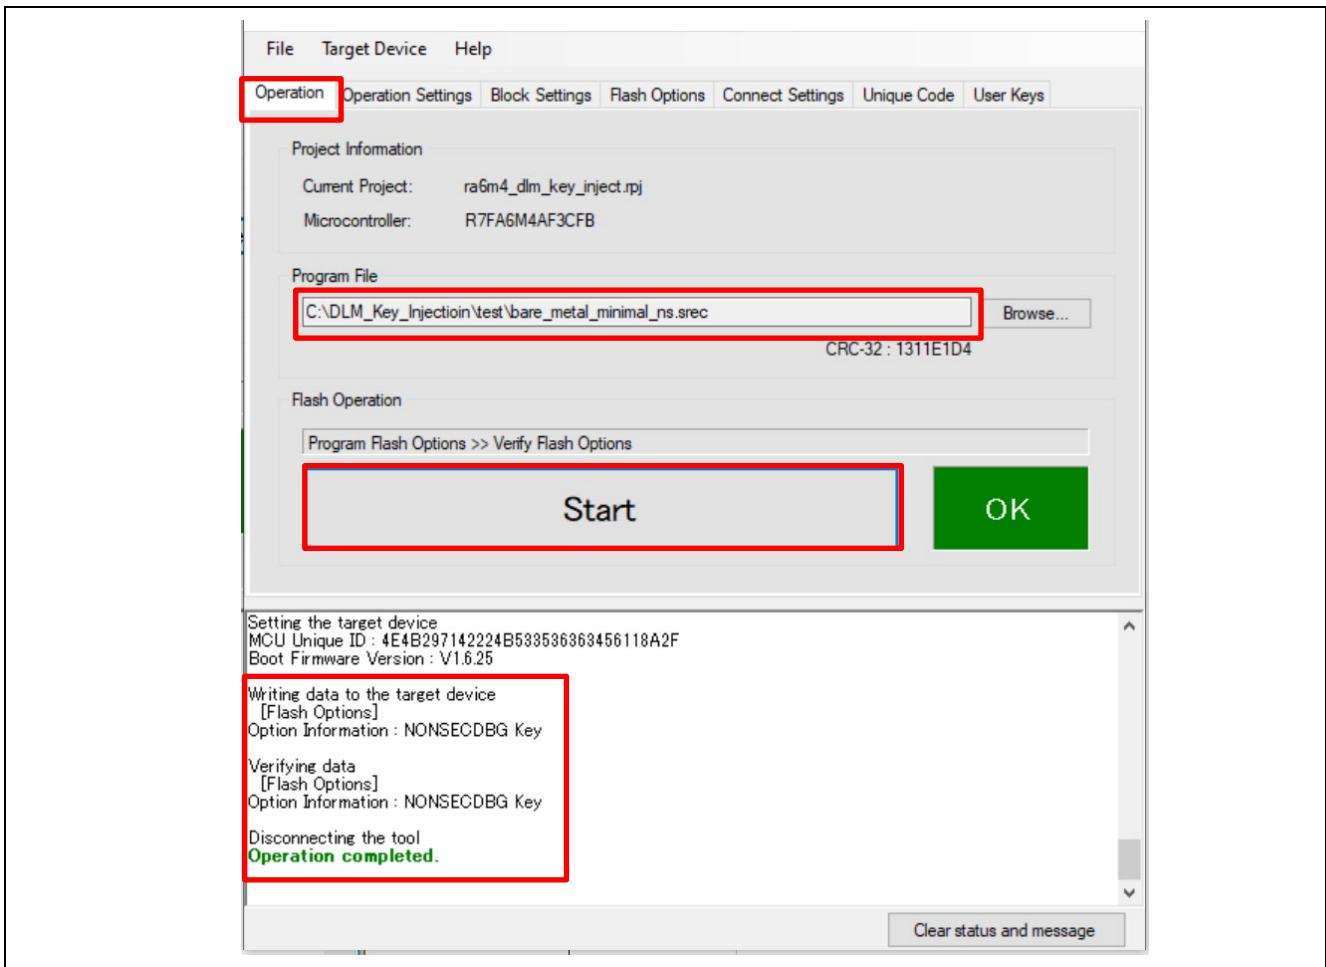 File Target Device Help
Operation Operation Settings Block Settings Flash Options Connect Settings Unique Code User Keys
Project Information
Current Project: ra6m4_dlm_key_inject.rpj
Microcontroller: R7FA6M4AF3CFB
Program File
C:\DLM_Key_Injectioin\test\bare_metal_minimal_ns.srec Browse...
CRC-32 : 1311E1D4
Flash Operation
Program Flash Options >> Verify Flash Options
Start OK
Setting the target device
MCU Unique ID : 4E4B297142224B533536363456118A2F
Boot Firmware Version : V1.6.25
Writing data to the target device
[Flash Options]
Option Information : NONSECDBG Key
Verifying data
[Flash Options]
Option Information : NONSECDBG Key
Disconnecting the tool
Operation completed.
Clear status and message